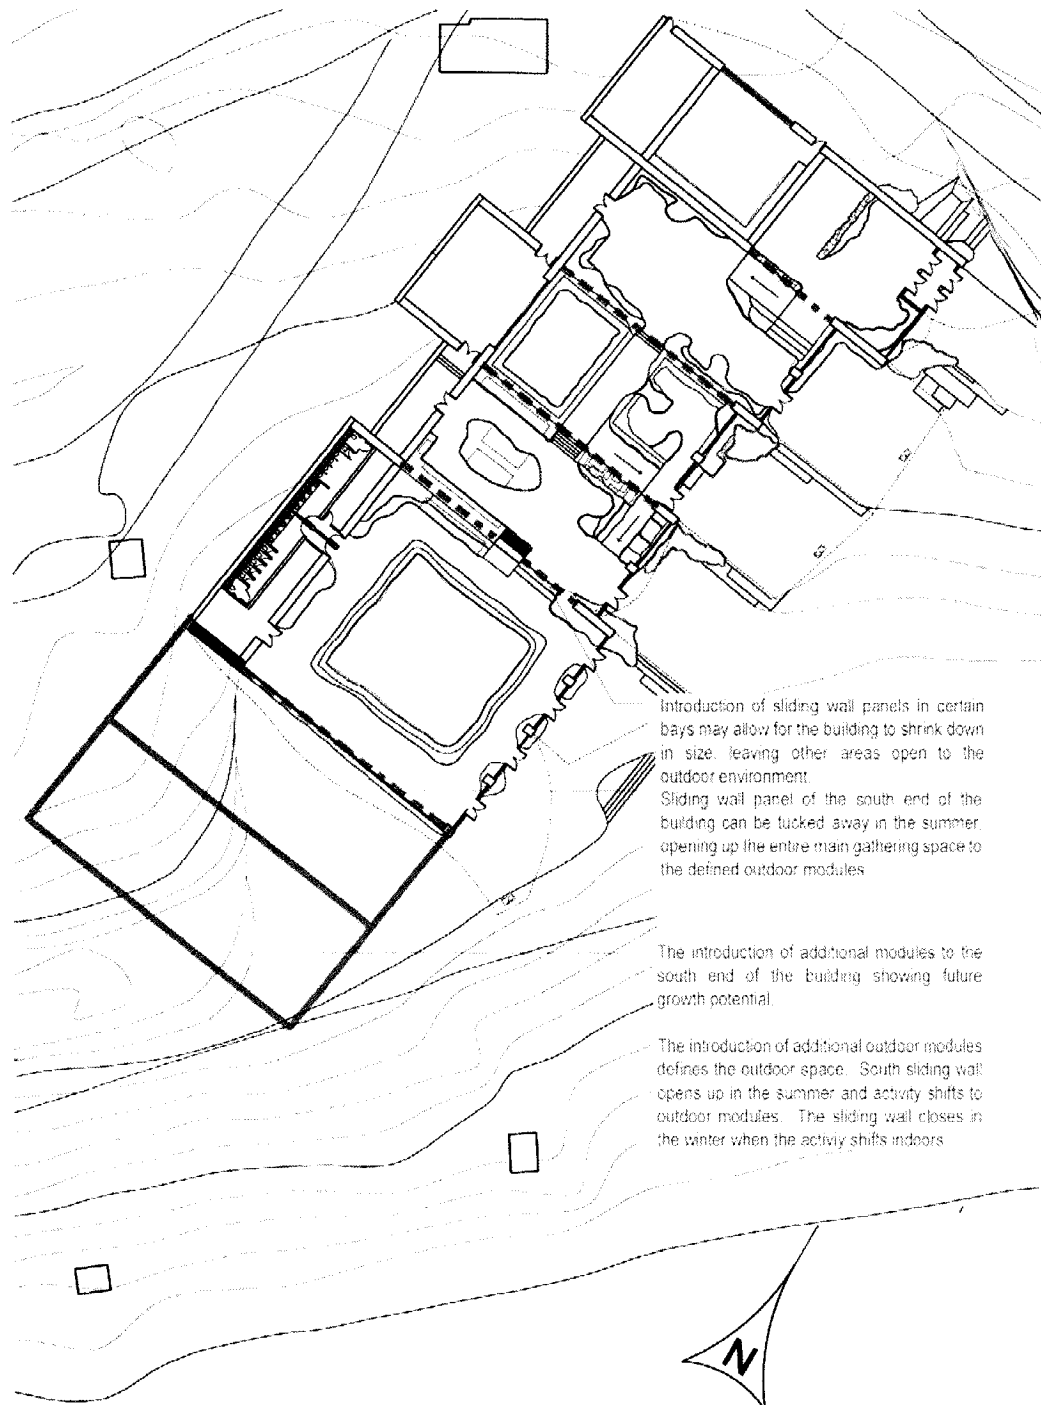 Introduction of sliding wall panels in certain
bays may allow for the building to shrink down
in size, leaving other areas open to the
outdoor environment.
Sliding wall panel of the south end of the
building can be tucked away in the summer,
opening up the entire main gathering space to
the defined outdoor modules
The introduction of additional modules to the
south end of the building showing future
growth potential.
The introduction of additional outdoor modules
defines the outdoor space. South sliding wall
opens up in the summer and activity shifts to
outdoor modules. The sliding wall closes in
the winter when the activiy shifts indoors
N